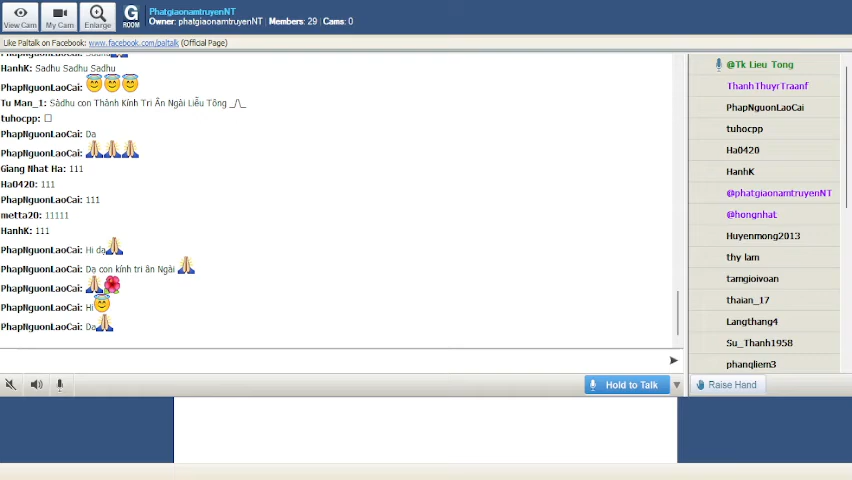 View Cam
My Cam
Enlarge
G
ROOM
PhatgiaonamtruyenNT
Owner: phatgiaonamtruyenNT | Members: 29 | Cams: 0
Like Paltalk on Facebook: www.facebook.com/paltalk (Official Page)
HanhK: Sadhu Sadhu Sadhu
PhapNguonLaoCai:
Tu Man_1: Sàdhu con Thành Kính Tri Ân Ngài Liễu Tông _/\_
tuhocpp: □
PhapNguonLaoCai: Da
PhapNguonLaoCai:
Giang Nhat Ha: 111
Ha0420: 111
PhapNguonLaoCai: 111
metta20: 11111
HanhK: 111
PhapNguonLaoCai: Hi dạ
PhapNguonLaoCai: Dạ con kính tri ân Ngài
PhapNguonLaoCai:
PhapNguonLaoCai: Hi
PhapNguonLaoCai: Da
Hold to Talk
@Tk Lieu Tong
ThanhThuyrTraanf
PhapNguonLaoCai
tuhocpp
Ha0420
HanhK
@phatgiaonamtruyenNT
@hongnhat
Huyenmong2013
thy lam
tamgioivoan
thaian_17
Langthang4
Su_Thanh1958
phanqliem3
Raise Hand